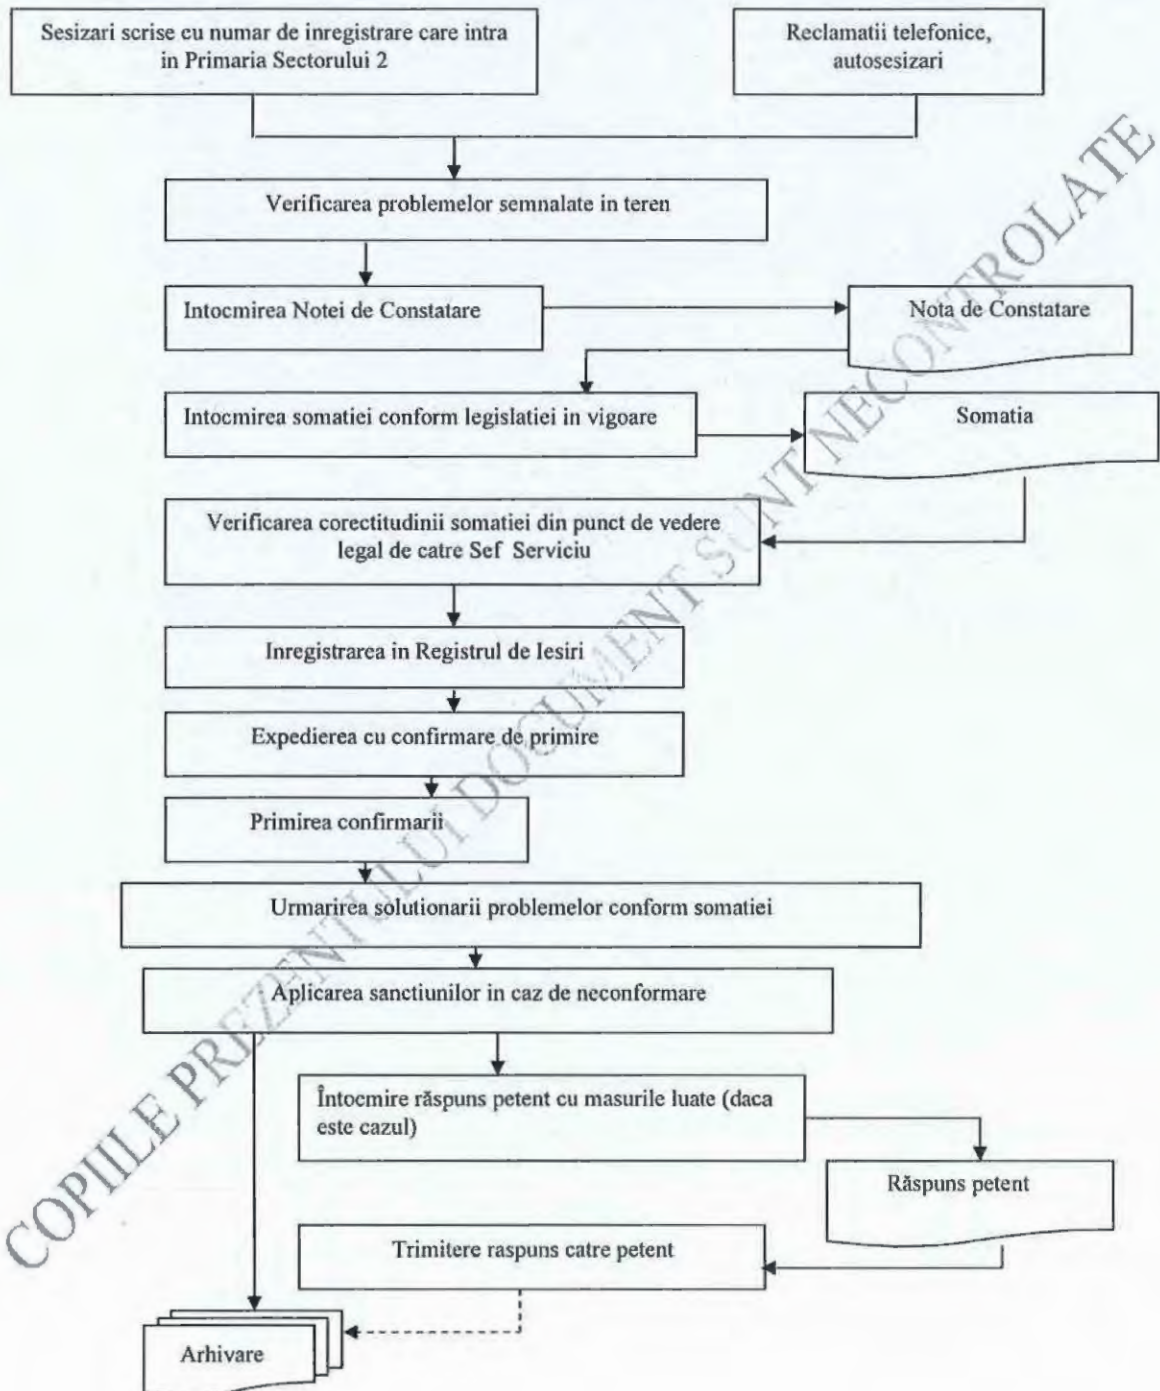 Sesizari scrise cu numar de inregistrare care intra
in Primaria Sectorului 2
Reclamatii telefonice,
autosesizari
Verificarea problemelor semnalate in teren
Intocmirea Notei de Constatare
Nota de Constatare
Intocmirea somatiei conform legislatiei in vigoare
Somatia
Verificarea corectitudinii somatiei din punct de vedere
legal de catre Sef Serviciu
Inregistrarea in Registrul de Iesiri
Expedierea cu confirmare de primire
Primirea confirmarii
Urmarirea solutionarii problemelor conform somatiei
Aplicarea sanctiunilor in caz de neconformare
Întocmire răspuns petent cu masurile luate (daca
este cazul)
Răspuns petent
Trimitere raspuns catre petent
Arhivare
COPIILE PREZENTULUI DOCUMENT SUNT NECONTROLATE